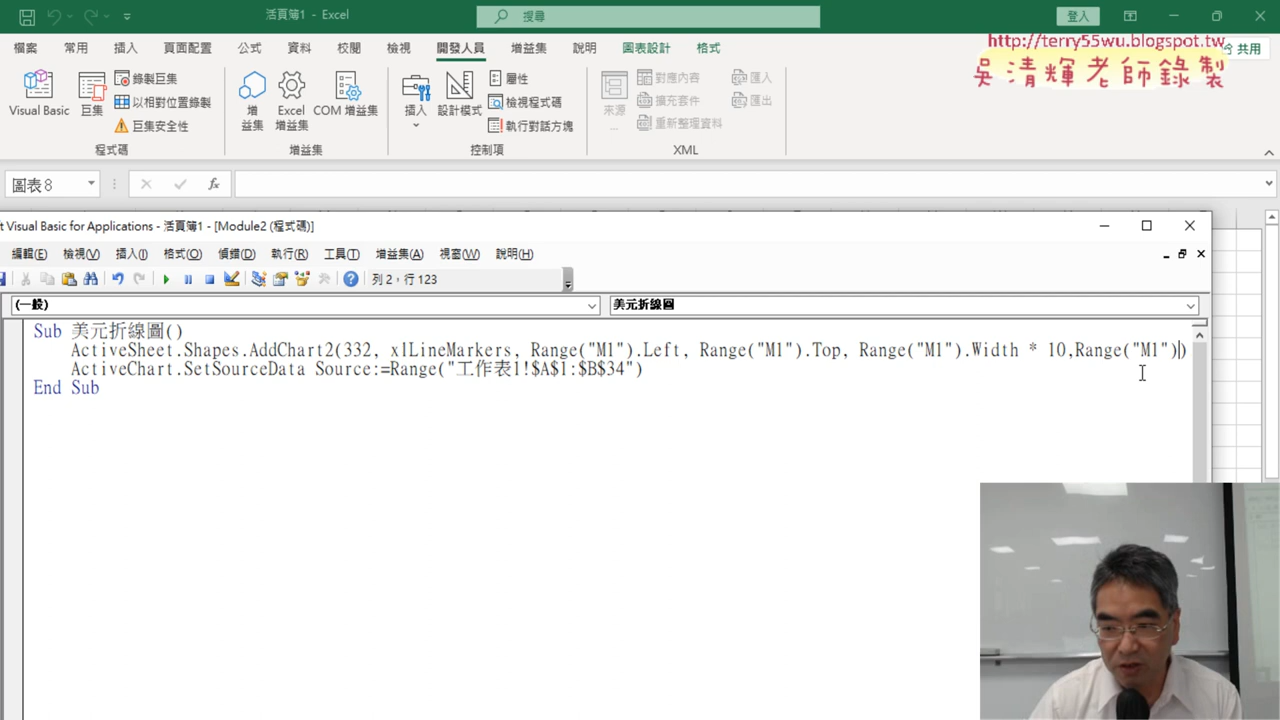 活頁簿1 - Excel
搜尋
登入
檔案 常用 插入 頁面配置 公式 資料 校閱 檢視 開發人員 增益集 說明 圖表設計 格式
共用
http://terry55wu.blogspot.tw
吳清輝老師錄製
Visual Basic
巨集
錄製巨集
以相對位置錄製
巨集安全性
程式碼
增益集
Excel 增益集
COM 增益集
增益集
插入
設計模式
屬性
檢視程式碼
執行對話方塊
控制項
來源
...
對應內容
擴充套件
重新整理資料
匯入
匯出
XML
圖表8
fx
ft Visual Basic for Applications - 活頁簿1 - [Module2 (程式碼)]
編輯(E) 檢視(V) 插入(I) 格式(O) 偵錯(D) 執行(R) 工具(T) 增益集(A) 視窗(W) 說明(H)
列 2，行 123
(一般)
美元折線圖
Sub 美元折線圖()
ActiveSheet.Shapes.AddChart2(332, xlLineMarkers, Range("M1").Left, Range("M1").Top, Range("M1").Width * 10,Range("M1"))
ActiveChart.SetSourceData Source:=Range("工作表1!$A$1:$B$34")
End Sub